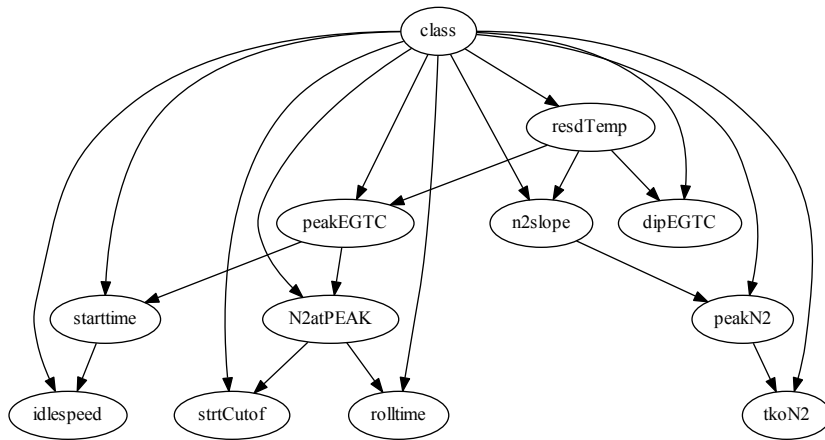 class
resdTemp
peakEGTC n2slope dipEGTC
starttime N2atPEAK peakN2
idlespeed strtCutof rolltime tkoN2